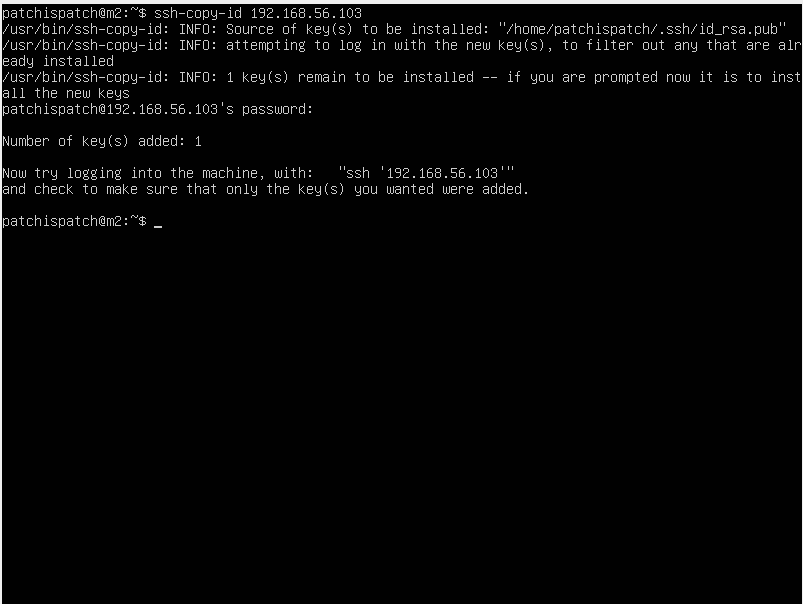 patchispatch@m2:~$ ssh-copy-id 192.168.56.103
/usr/bin/ssh-copy-id: INFO: Source of key(s) to be installed: "/home/patchispatch/.ssh/id_rsa.pub"
/usr/bin/ssh-copy-id: INFO: attempting to log in with the new key(s), to filter out any that are alr
eady installed
/usr/bin/ssh-copy-id: INFO: 1 key(s) remain to be installed -- if you are prompted now it is to inst
all the new keys
patchispatch@192.168.56.103's password:
Number of key(s) added: 1
Now try logging into the machine, with:   "ssh '192.168.56.103'"
and check to make sure that only the key(s) you wanted were added.
patchispatch@m2:~$ _